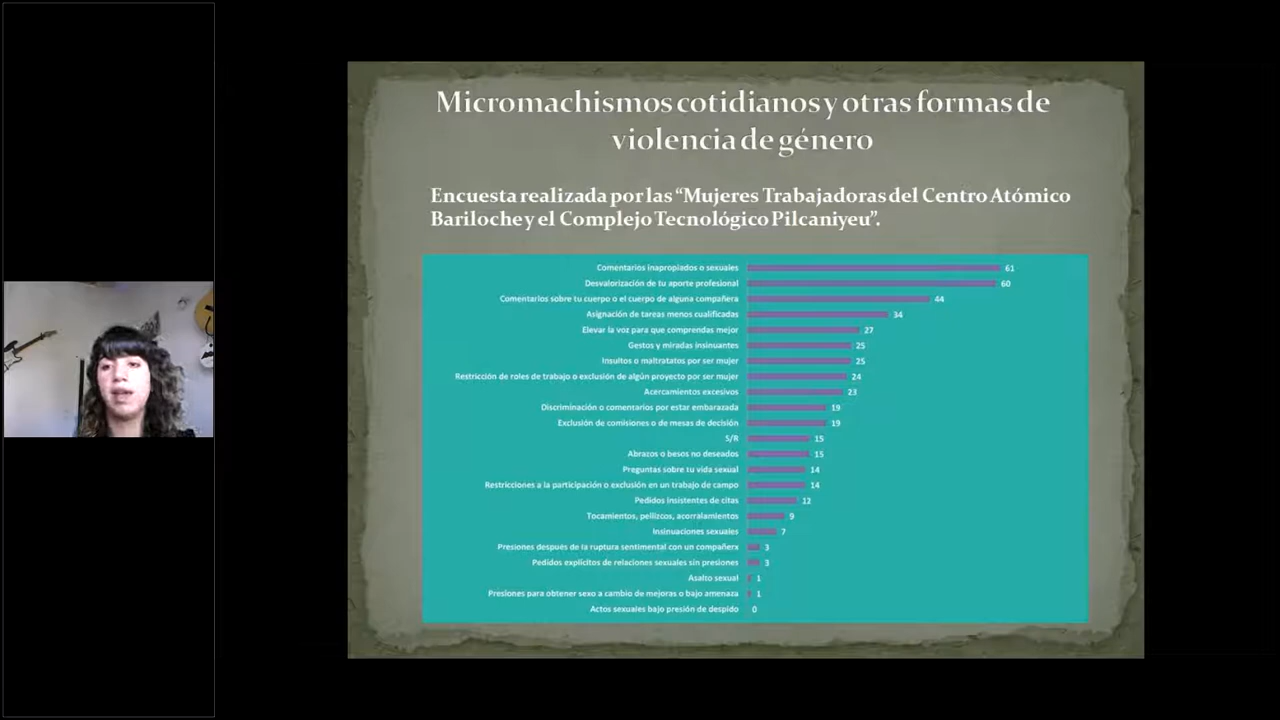 Micromachismos cotidianos y otras formas de
violencia de género
Encuesta realizada por las “Mujeres Trabajadoras del Centro Atómico
Bariloche y el Complejo Tecnológico Pilcaniyeu”.
Comentarios inapropiados o sexuales 61
Desvalorización de tu aporte profesional 60
Comentarios sobre tu cuerpo o el cuerpo de alguna compañera 44
Asignación de tareas menos cualificadas 34
Elevar la voz para que comprendas mejor 27
Gestos y miradas insinuantes 25
Insultos o maltratatos por ser mujer 25
Restricción de roles de trabajo o exclusión de algún proyecto por ser mujer 24
Acercamientos excesivos 23
Discriminación o comentarios por estar embarazada 19
Exclusión de comisiones o de mesas de decisión 19
S/R 15
Abrazos o besos no deseados 15
Preguntas sobre tu vida sexual 14
Restricciones a la participación o exclusión en un trabajo de campo 14
Pedidos insistentes de citas 12
Tocamientos, pellizcos, acorralamientos 9
Insinuaciones sexuales 7
Presiones después de la ruptura sentimental con un compañerx 3
Pedidos explícitos de relaciones sexuales sin presiones 3
Asalto sexual 1
Presiones para obtener sexo a cambio de mejoras o bajo amenaza 1
Actos sexuales bajo presión de despido 0